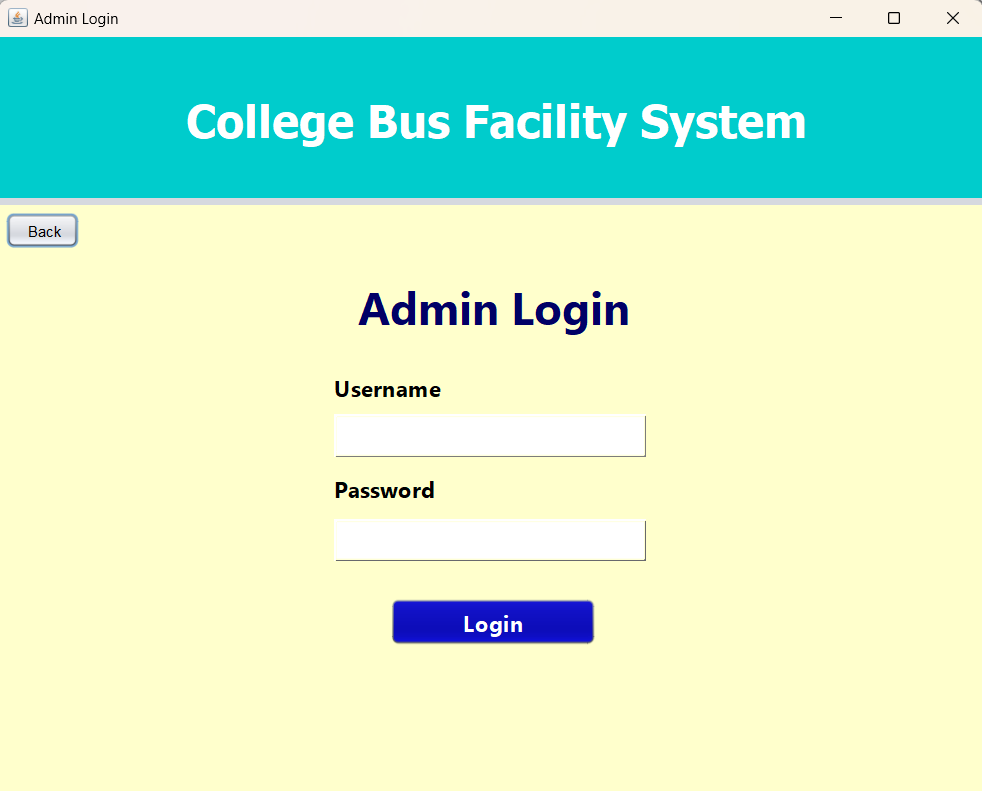 Admin Login
College Bus Facility System
Back
Admin Login
Username
Password
Login